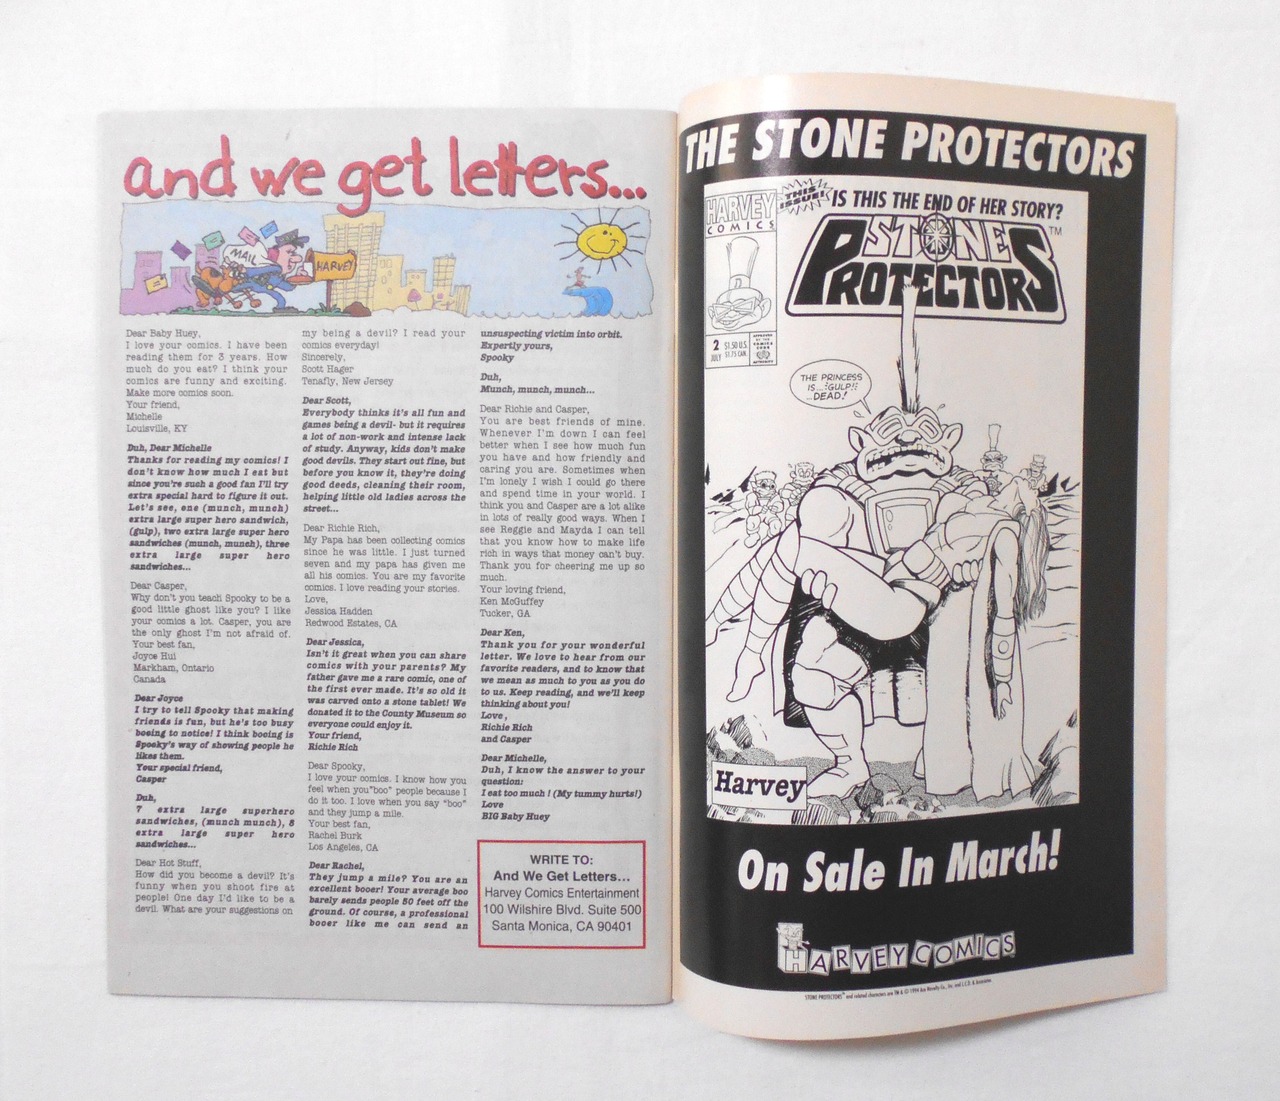 and we get letters...
MAIL
HARVEY
Dear Baby Huey,
I love your comics. I have been
reading them for 3 years. How
much do you eat? I think your
comics are funny and exciting.
Make more comics soon.
Your friend,
Michelle
Louisville, KY
Duh, Dear Michelle
Thanks for reading my comics! I
don't know how much I eat but
since you're such a good fan I'll try
extra special hard to figure it out.
Let's see, one (munch, munch)
extra large super hero sandwich,
(gulp), two extra large super hero
sandwiches (munch, munch), three
extra large super hero
sandwiches...
Dear Casper,
Why don't you teach Spooky to be a
good little ghost like you? I like
your comics a lot. Casper, you are
the only ghost I'm not afraid of.
Your best fan,
Joyce Hui
Markham, Ontario
Canada
Dear Joyce
I try to tell Spooky that making
friends is fun, but he's too busy
booing to notice! I think booing is
Spooky's way of showing people he
likes them.
Your special friend,
Casper
Duh,
7 extra large superhero
sandwiches, (munch munch), 8
extra large super hero
sandwiches...
Dear Hot Stuff,
How did you become a devil? It's
funny when you shoot fire at
people! One day I'd like to be a
devil. What are your suggestions on
my being a devil? I read your
comics everyday!
Sincerely,
Scott Hager
Tenafly, New Jersey
Dear Scott,
Everybody thinks it's all fun and
games being a devil- but it requires
a lot of non-work and intense lack
of study. Anyway, kids don't make
good devils. They start out fine, but
before you know it, they're doing
good deeds, cleaning their room,
helping little old ladies across the
street...
Dear Richie Rich,
My Papa has been collecting comics
since he was little. I just turned
seven and my papa has given me
all his comics. You are my favorite
comics. I love reading your stories.
Love,
Jessica Hadden
Redwood Estates, CA
Dear Jessica,
Isn't it great when you can share
comics with your parents? My
father gave me a rare comic, one of
the first ever made. It's so old it
was carved onto a stone tablet! We
donated it to the County Museum so
everyone could enjoy it.
Your friend,
Richie Rich
Dear Spooky,
I love your comics. I know how you
feel when you"boo" people because I
do it too. I love when you say "boo"
and they jump a mile.
Your best fan,
Rachel Burk
Los Angeles, CA
Dear Rachel,
They jump a mile? You are an
excellent booer! Your average boo
barely sends people 50 feet off the
ground. Of course, a professional
booer like me can send an
unsuspecting victim into orbit.
Expertly yours,
Spooky
Duh,
Munch, munch, munch...
Dear Richie and Casper,
You are best friends of mine.
Whenever I'm down I can feel
better when I see how much fun
you have and how friendly and
caring you are. Sometimes when
I'm lonely I wish I could go there
and spend time in your world. I
think you and Casper are a lot alike
in lots of really good ways. When I
see Reggie and Mayda I can tell
that you know how to make life
rich in ways that money can't buy.
Thank you for cheering me up so
much.
Your loving friend,
Ken McGuffey
Tucker, GA
Dear Ken,
Thank you for your wonderful
letter. We love to hear from our
favorite readers, and to know that
we mean as much to you as you do
to us. Keep reading, and we'll keep
thinking about you!
Love,
Richie Rich
and Casper
Dear Michelle,
Duh, I know the answer to your
question:
I eat too much ! (My tummy hurts!)
Love
BIG Baby Huey
WRITE TO:
And We Get Letters...
Harvey Comics Entertainment
100 Wilshire Blvd. Suite 500
Santa Monica, CA 90401
THE STONE PROTECTORS
HARVEY
COMICS
THIS
ISSUE!
IS THIS THE END OF HER STORY?
STONE
PROTECTORS
TM
2
JULY
$1.50 U.S.
$1.75 CAN.
APPROVED
BY THE
COMICS
CODE
AUTHORITY
THE PRINCESS
IS...:GULP!:
...DEAD!
Harvey
On Sale In March!
HARVEY COMICS
STONE PROTECTORS™ and related characters are TM & © 1994 Ace Novelty Co., Inc. and